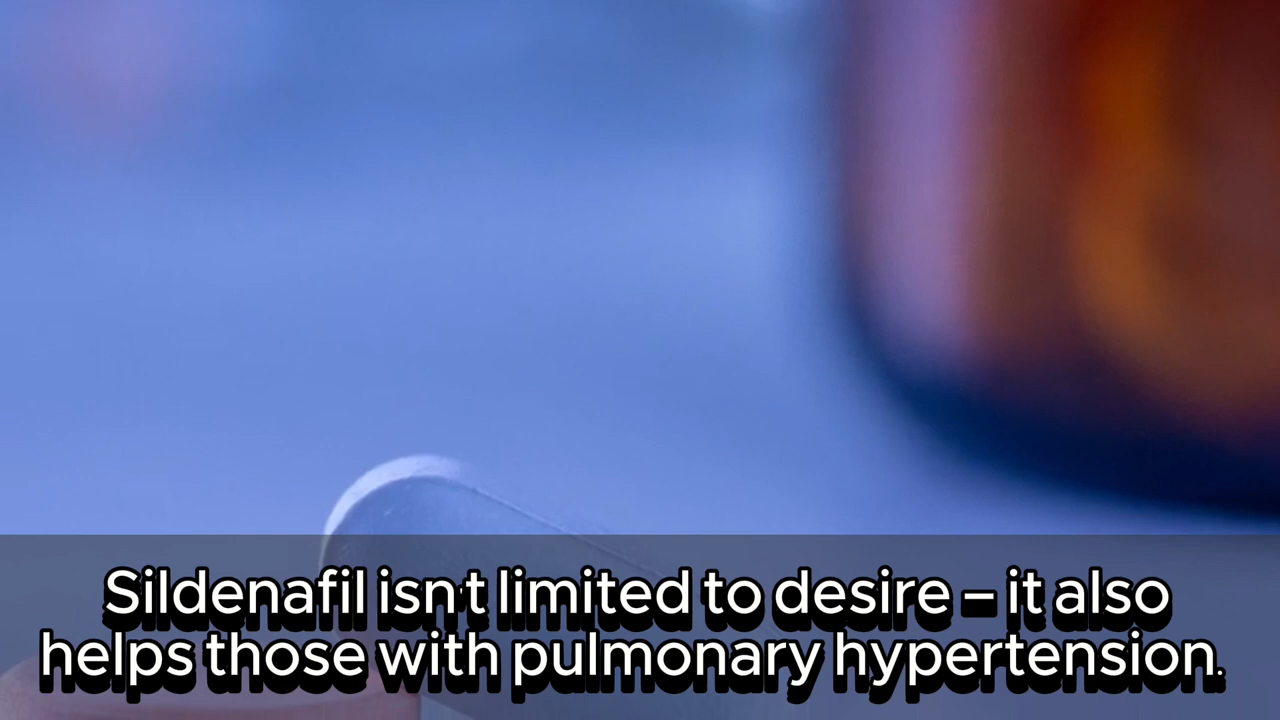 Sildenafil isn't limited to desire – it also
helps those with pulmonary hypertension.